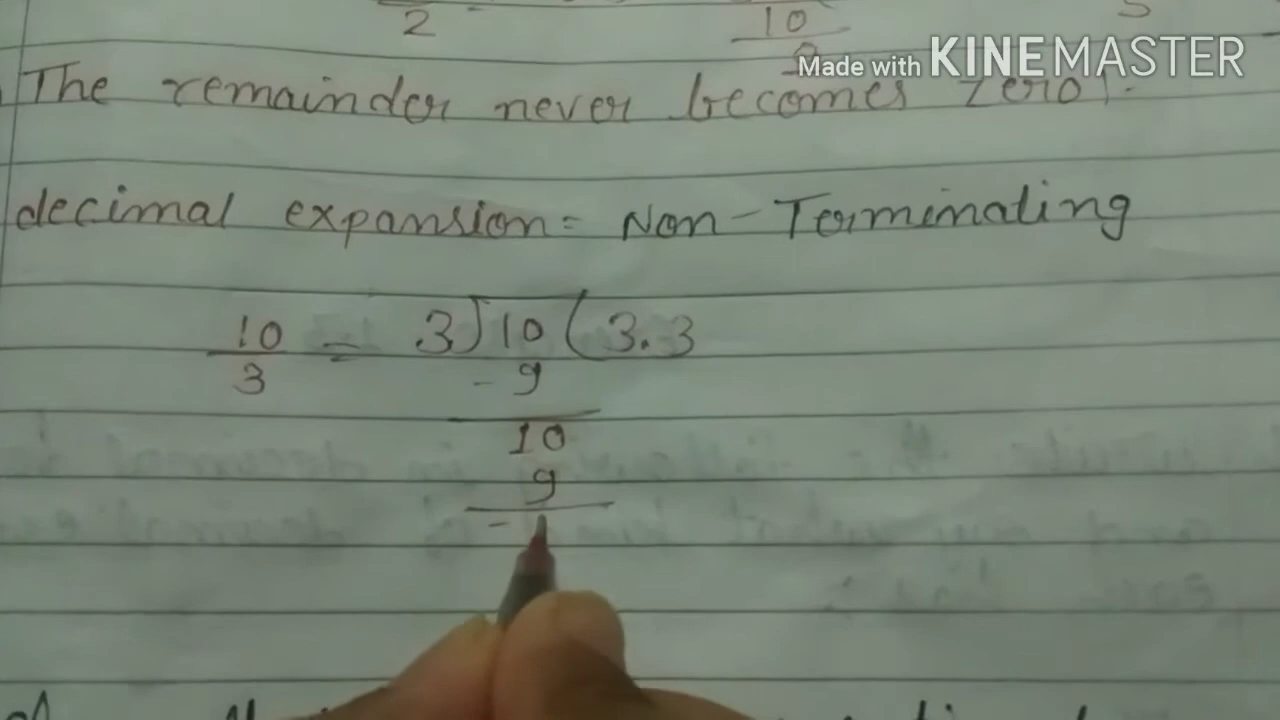 2
10
Made with KINEMASTER
The remainder never becomes zero!.
decimal expansion = Non-Terminating
10/3 = 3)10(3.3
- 9
10
9
-